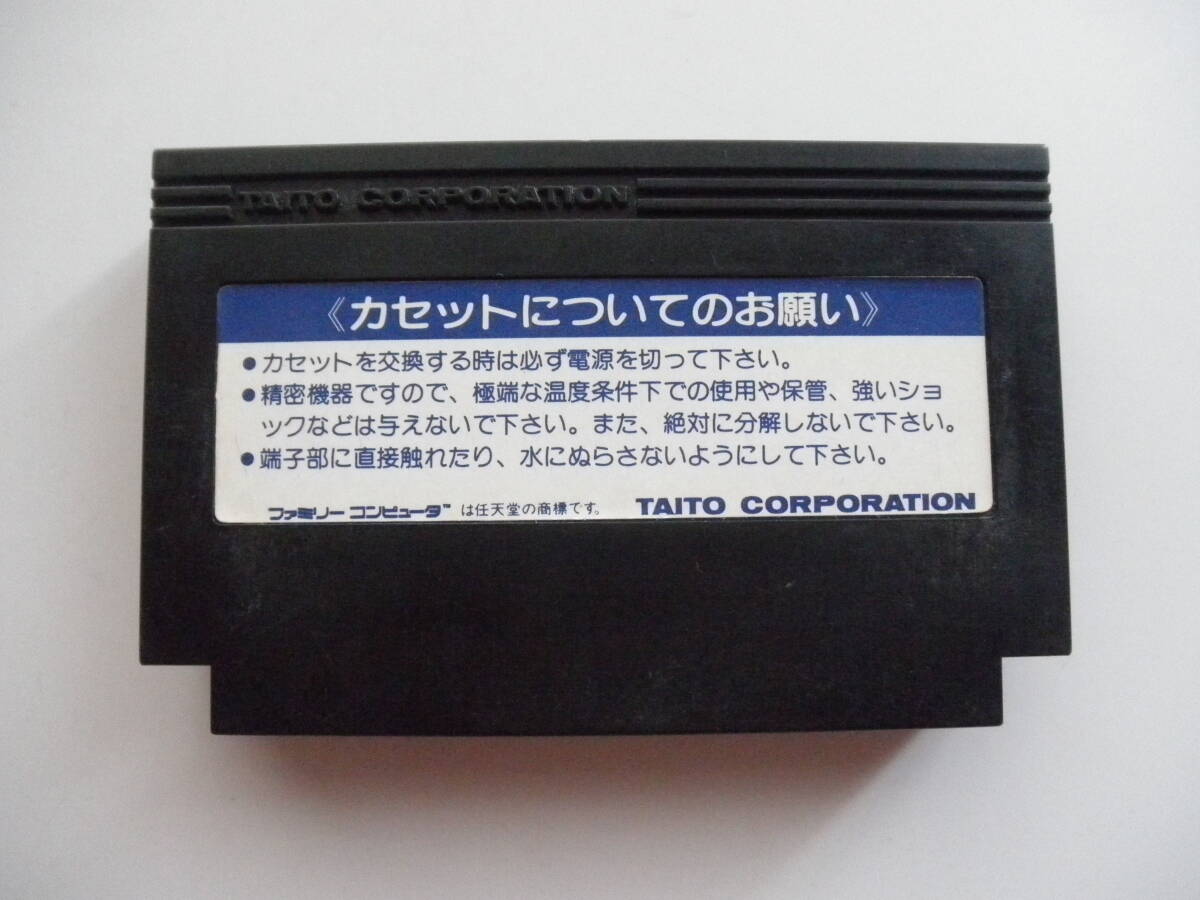 TAITO CORPORATION
《カセットについてのお願い》
●カセットを交換する時は必ず電源を切って下さい。
●精密機器ですので、極端な温度条件下での使用や保管、強いショ
ックなどは与えないで下さい。また、絶対に分解しないで下さい。
●端子部に直接触れたり、水にぬらさないようにして下さい。
ファミリーコンピュータ™ は任天堂の商標です。 TAITO CORPORATION